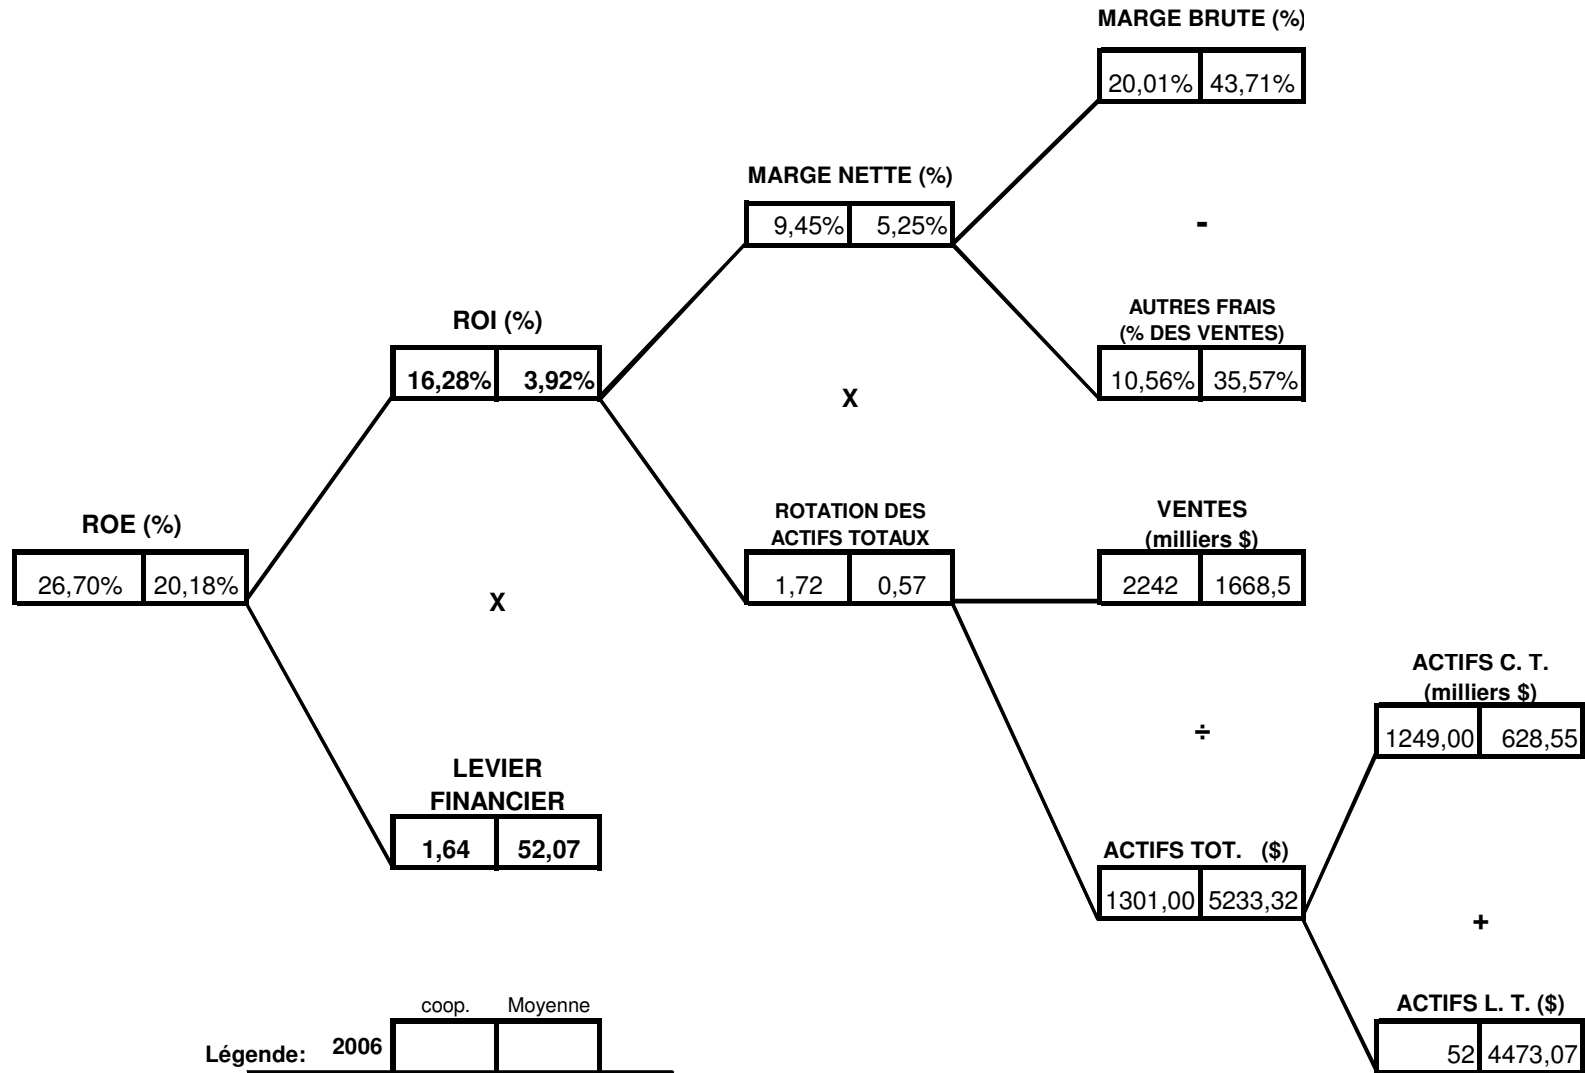 MARGE BRUTE (%)
20,01% 43,71%
MARGE NETTE (%)
9,45% 5,25%
-
AUTRES FRAIS
(% DES VENTES)
10,56% 35,57%
ROI (%)
16,28% 3,92%
X
ROE (%)
26,70% 20,18%
X
ROTATION DES
ACTIFS TOTAUX
1,72 0,57
VENTES
(milliers $)
2242 1668,5
÷
ACTIFS C. T.
(milliers $)
1249,00 628,55
LEVIER
FINANCIER
1,64 52,07
ACTIFS TOT. ($)
1301,00 5233,32
+
ACTIFS L. T. ($)
52 4473,07
coop. Moyenne
Légende: 2006